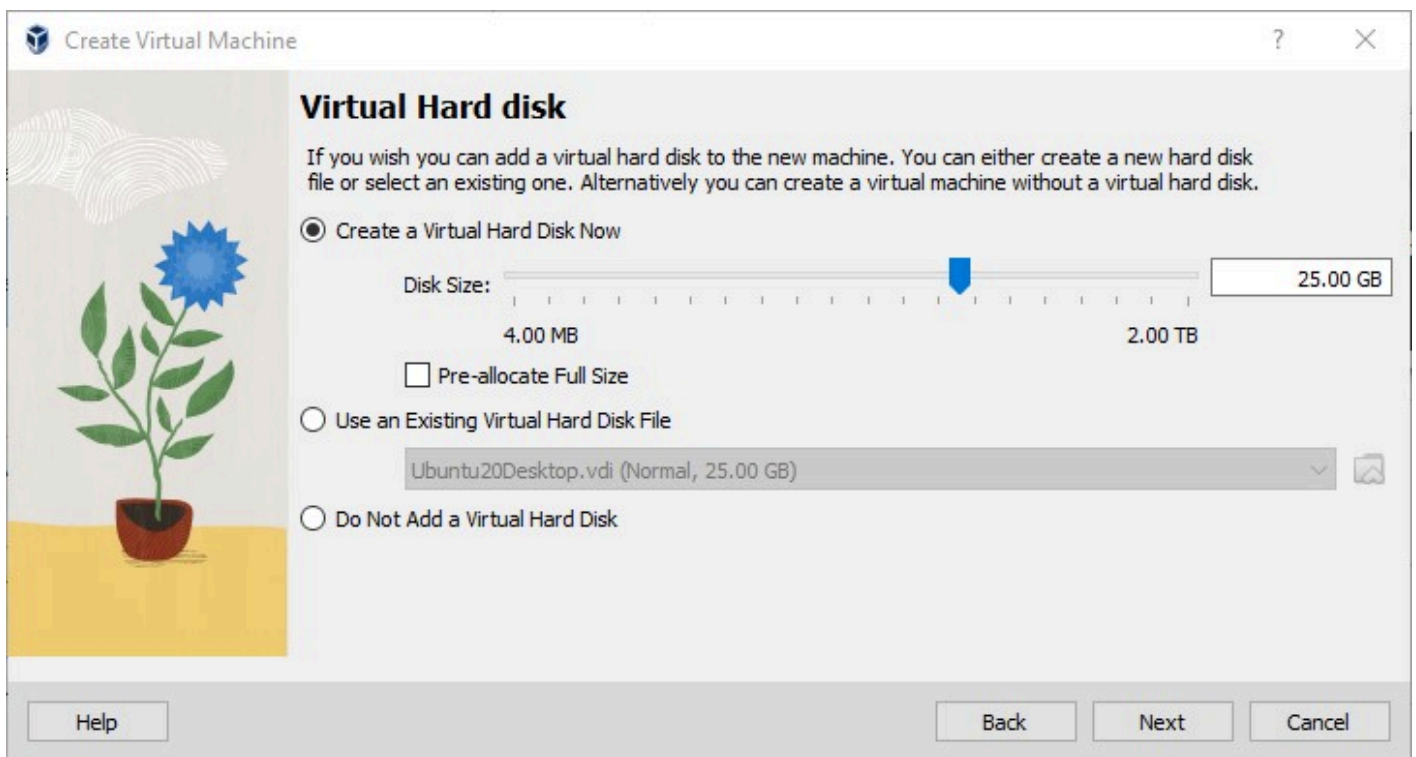 Create Virtual Machine
Virtual Hard disk
If you wish you can add a virtual hard disk to the new machine. You can either create a new hard disk
file or select an existing one. Alternatively you can create a virtual machine without a virtual hard disk.
Create a Virtual Hard Disk Now
Disk Size:
25.00 GB
4.00 MB
2.00 TB
Pre-allocate Full Size
Use an Existing Virtual Hard Disk File
Ubuntu20Desktop.vdi (Normal, 25.00 GB)
Do Not Add a Virtual Hard Disk
Help
Back
Next
Cancel